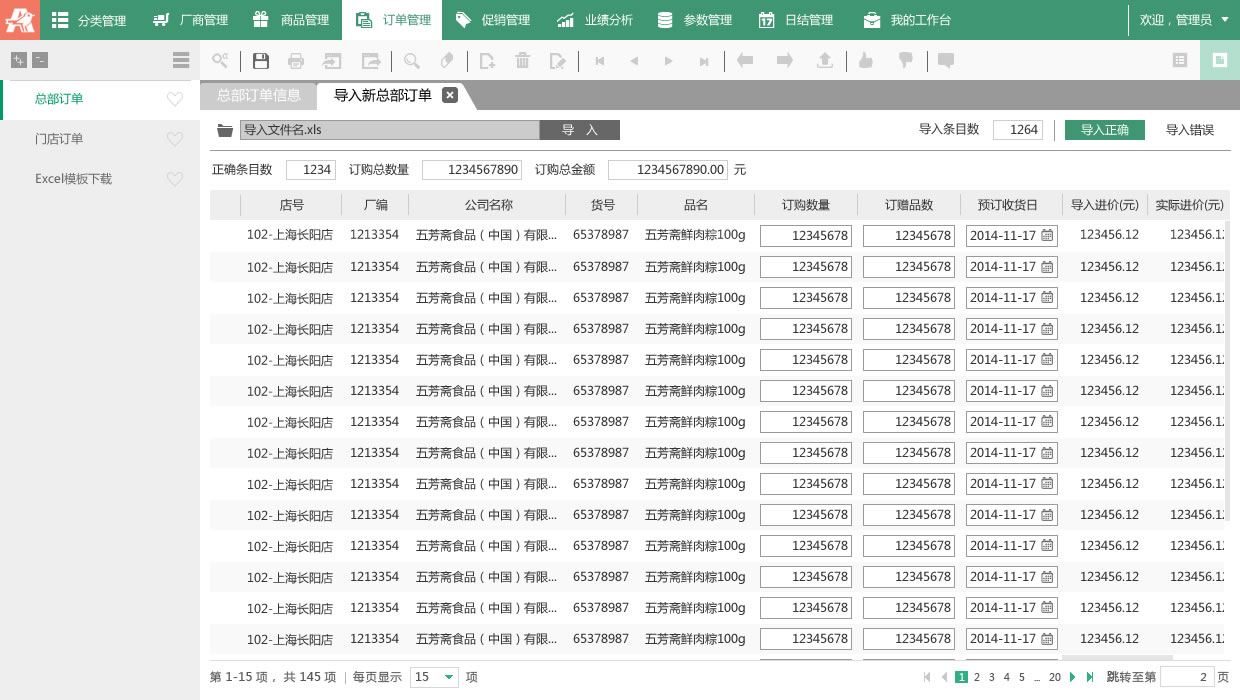 分类管理 厂商管理 商品管理 订单管理 促销管理 业绩分析 参数管理 日结管理 我的工作台 欢迎，管理员
总部订单
门店订单
Excel模板下载
总部订单信息 导入新总部订单
导入文件名.xls 导 入 导入条目数 1264 导入正确 导入错误
正确条目数 1234 订购总数量 1234567890 订购总金额 1234567890.00 元
店号 厂编 公司名称 货号 品名 订购数量 订赠品数 预订收货日 导入进价(元) 实际进价(元)
102-上海长阳店 1213354 五芳斋食品（中国）有限... 65378987 五芳斋鲜肉粽100g 12345678 12345678 2014-11-17 123456.12 123456.12
102-上海长阳店 1213354 五芳斋食品（中国）有限... 65378987 五芳斋鲜肉粽100g 12345678 12345678 2014-11-17 123456.12 123456.12
102-上海长阳店 1213354 五芳斋食品（中国）有限... 65378987 五芳斋鲜肉粽100g 12345678 12345678 2014-11-17 123456.12 123456.12
102-上海长阳店 1213354 五芳斋食品（中国）有限... 65378987 五芳斋鲜肉粽100g 12345678 12345678 2014-11-17 123456.12 123456.12
102-上海长阳店 1213354 五芳斋食品（中国）有限... 65378987 五芳斋鲜肉粽100g 12345678 12345678 2014-11-17 123456.12 123456.12
102-上海长阳店 1213354 五芳斋食品（中国）有限... 65378987 五芳斋鲜肉粽100g 12345678 12345678 2014-11-17 123456.12 123456.12
102-上海长阳店 1213354 五芳斋食品（中国）有限... 65378987 五芳斋鲜肉粽100g 12345678 12345678 2014-11-17 123456.12 123456.12
102-上海长阳店 1213354 五芳斋食品（中国）有限... 65378987 五芳斋鲜肉粽100g 12345678 12345678 2014-11-17 123456.12 123456.12
102-上海长阳店 1213354 五芳斋食品（中国）有限... 65378987 五芳斋鲜肉粽100g 12345678 12345678 2014-11-17 123456.12 123456.12
102-上海长阳店 1213354 五芳斋食品（中国）有限... 65378987 五芳斋鲜肉粽100g 12345678 12345678 2014-11-17 123456.12 123456.12
102-上海长阳店 1213354 五芳斋食品（中国）有限... 65378987 五芳斋鲜肉粽100g 12345678 12345678 2014-11-17 123456.12 123456.12
102-上海长阳店 1213354 五芳斋食品（中国）有限... 65378987 五芳斋鲜肉粽100g 12345678 12345678 2014-11-17 123456.12 123456.12
102-上海长阳店 1213354 五芳斋食品（中国）有限... 65378987 五芳斋鲜肉粽100g 12345678 12345678 2014-11-17 123456.12 123456.12
102-上海长阳店 1213354 五芳斋食品（中国）有限... 65378987 五芳斋鲜肉粽100g 12345678 12345678 2014-11-17 123456.12 123456.12
第 1-15 项， 共 145 项 | 每页显示 15 项 1 2 3 4 5 ... 20 跳转至第 2 页